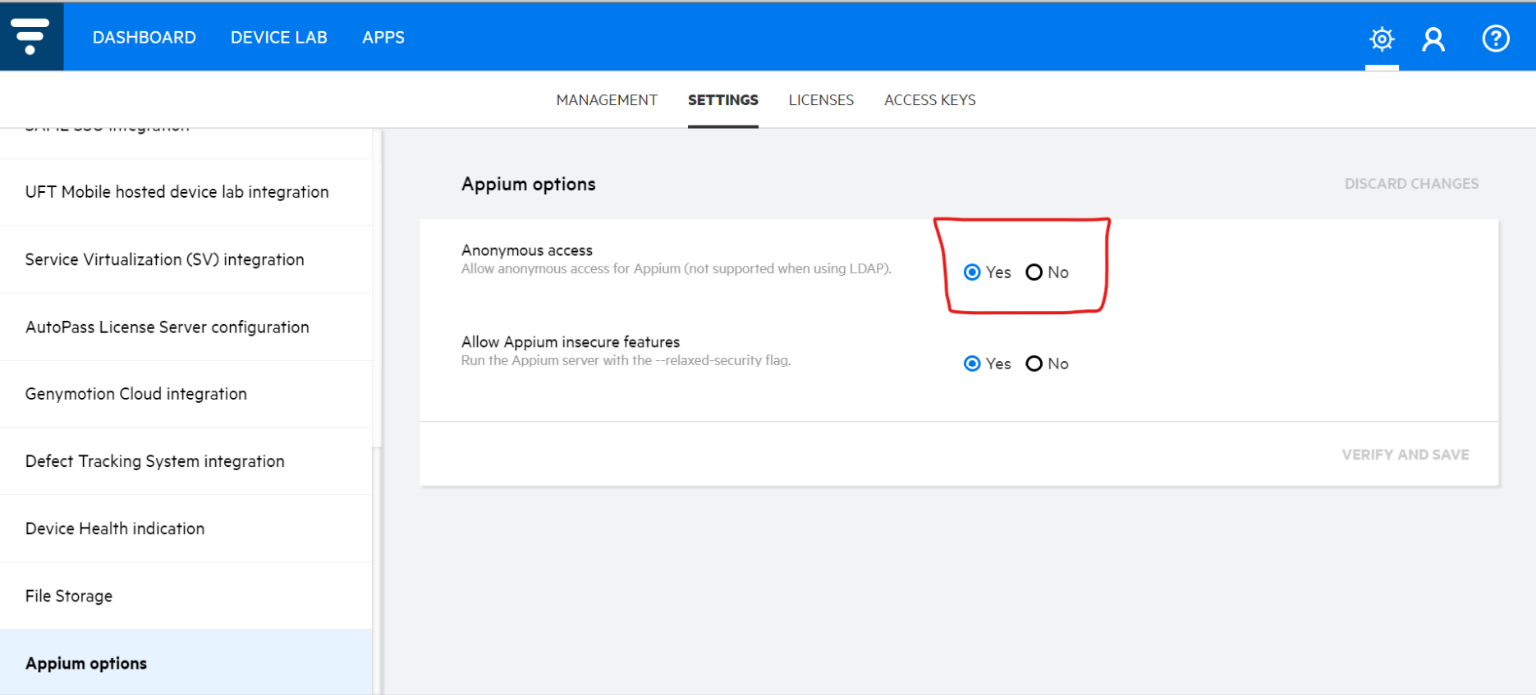 DASHBOARD DEVICE LAB APPS
MANAGEMENT SETTINGS LICENSES ACCESS KEYS
UFT Mobile hosted device lab integration
Service Virtualization (SV) integration
AutoPass License Server configuration
Genymotion Cloud integration
Defect Tracking System integration
Device Health indication
File Storage
Appium options
Appium options DISCARD CHANGES
Anonymous access
Allow anonymous access for Appium (not supported when using LDAP).
Yes No
Allow Appium insecure features
Run the Appium server with the --relaxed-security flag.
Yes No
VERIFY AND SAVE